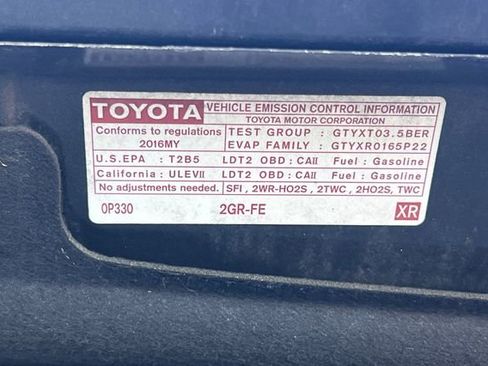 TOYOTA VEHICLE EMISSION CONTROL INFORMATION
TOYOTA MOTOR CORPORATION
Conforms to regulations
2016MY
TEST GROUP : GTYXT03.5BER
EVAP FAMILY : GTYXR0165P22
U.S.EPA : T2B5 LDT2 OBD : CAII Fuel : Gasoline
California : ULEVII LDT2 OBD : CAII Fuel : Gasoline
No adjustments needed. SFI , 2WR-HO2S , 2TWC , 2HO2S, TWC
0P330 2GR-FE XR